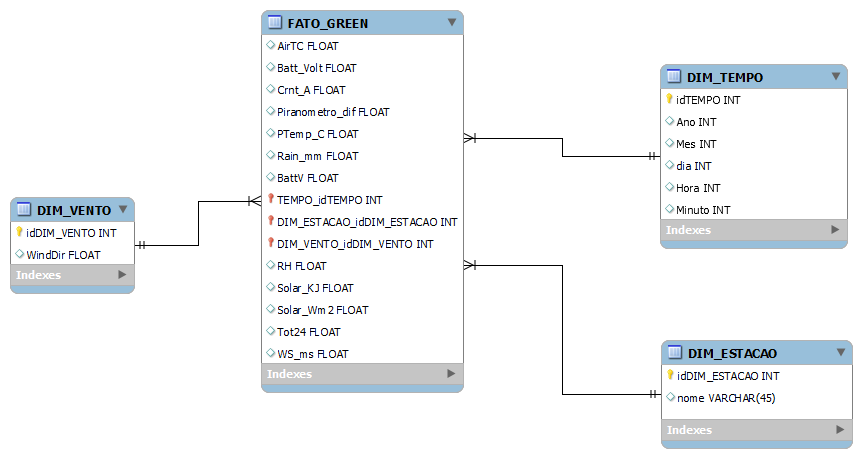 FATO_GREEN
AirTC FLOAT
Batt_Volt FLOAT
Crnt_A FLOAT
Piranometro_dif FLOAT
PTemp_C FLOAT
Rain_mm FLOAT
BattV FLOAT
TEMPO_idTEMPO INT
DIM_ESTACAO_idDIM_ESTACAO INT
DIM_VENTO_idDIM_VENTO INT
RH FLOAT
Solar_KJ FLOAT
Solar_Wm2 FLOAT
Tot24 FLOAT
WS_ms FLOAT
Indexes
DIM_TEMPO
idTEMPO INT
Ano INT
Mes INT
dia INT
Hora INT
Minuto INT
Indexes
DIM_VENTO
idDIM_VENTO INT
WindDir FLOAT
Indexes
DIM_ESTACAO
idDIM_ESTACAO INT
nome VARCHAR(45)
Indexes